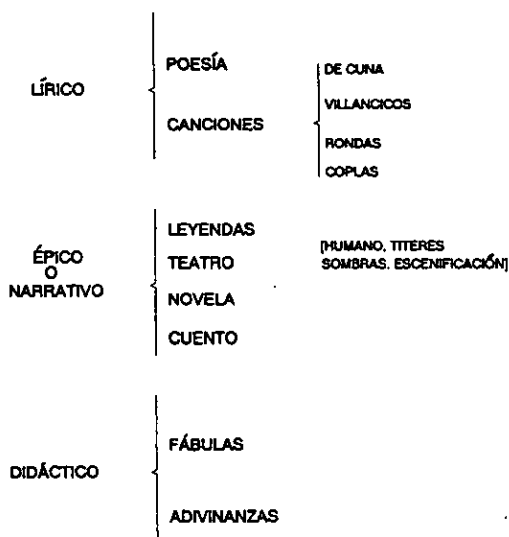 LÍRICO
POESÍA
CANCIONES
DE CUNA
VILLANCICOS
RONDAS
COPLAS
ÉPICO
O
NARRATIVO
LEYENDAS
TEATRO
[HUMANO, TITERES
SOMBRAS. ESCENIFICACIÓN]
NOVELA
CUENTO
DIDÁCTICO
FÁBULAS
ADIVINANZAS